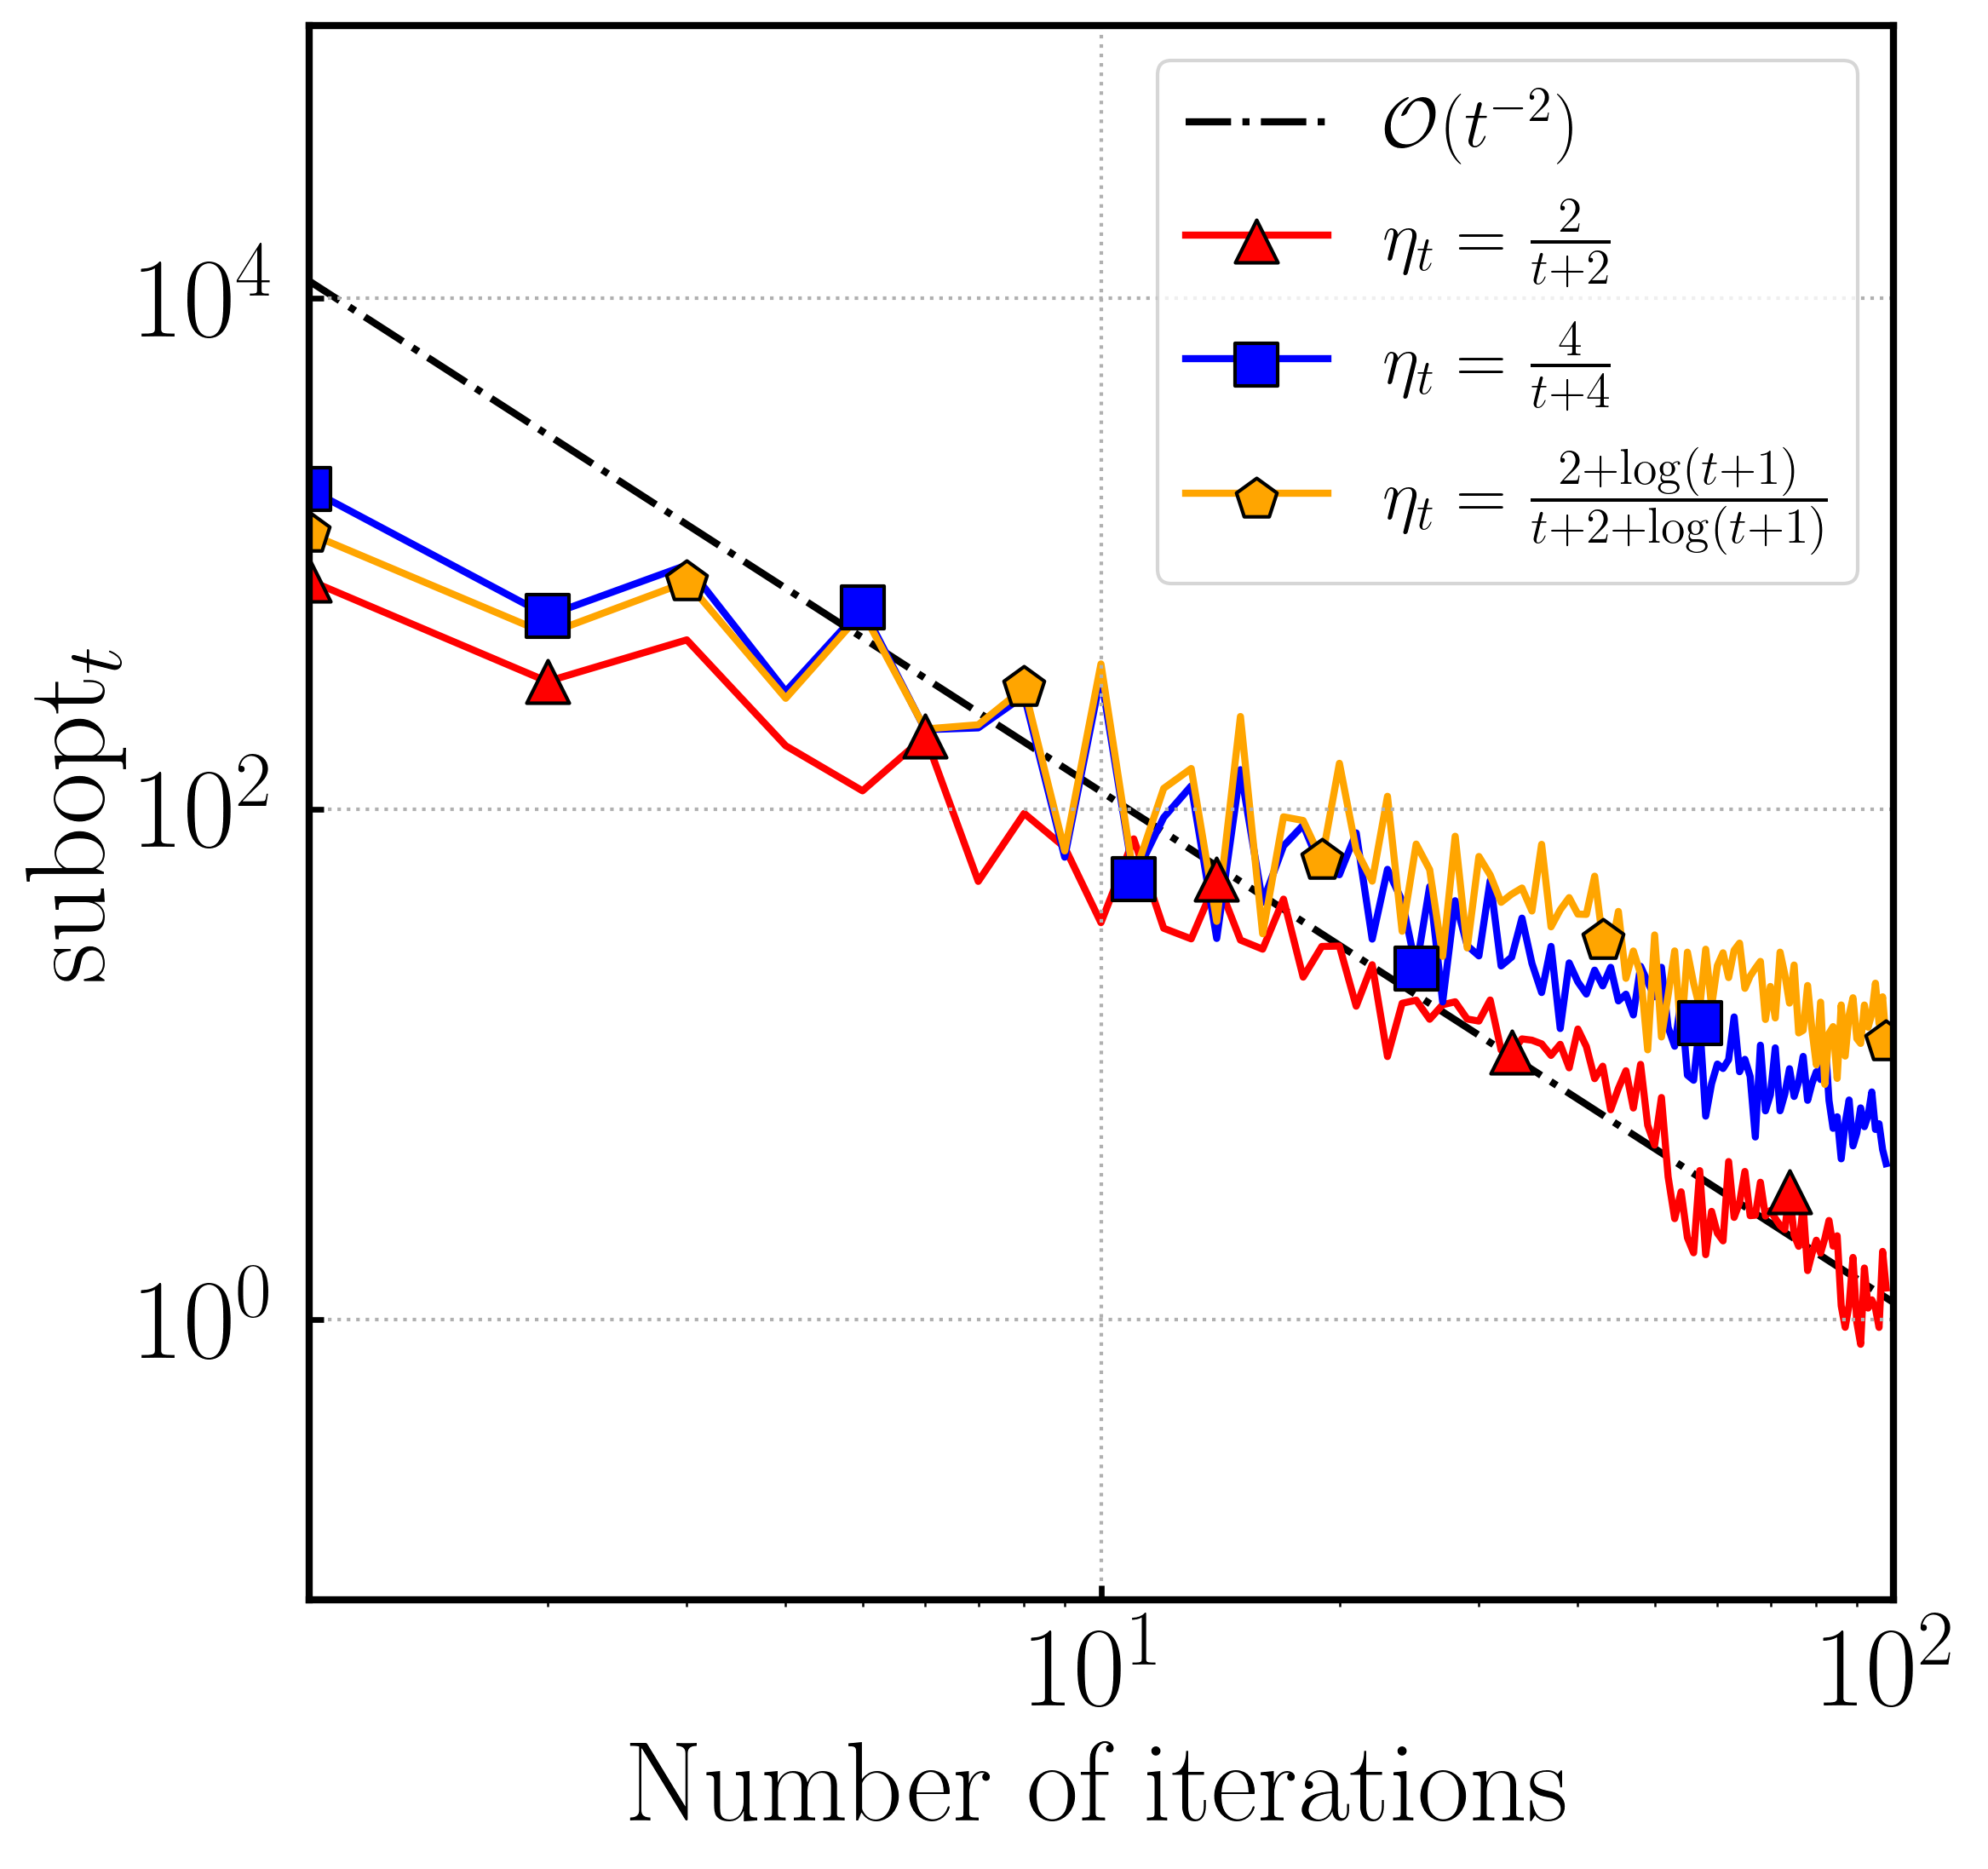 𝒪(t⁻²)
ηₜ = 2/(t+2)
ηₜ = 4/(t+4)
ηₜ = (2+log(t+1))/(t+2+log(t+1))
10⁴
10²
10⁰
suboptₜ
10¹
10²
Number of iterations